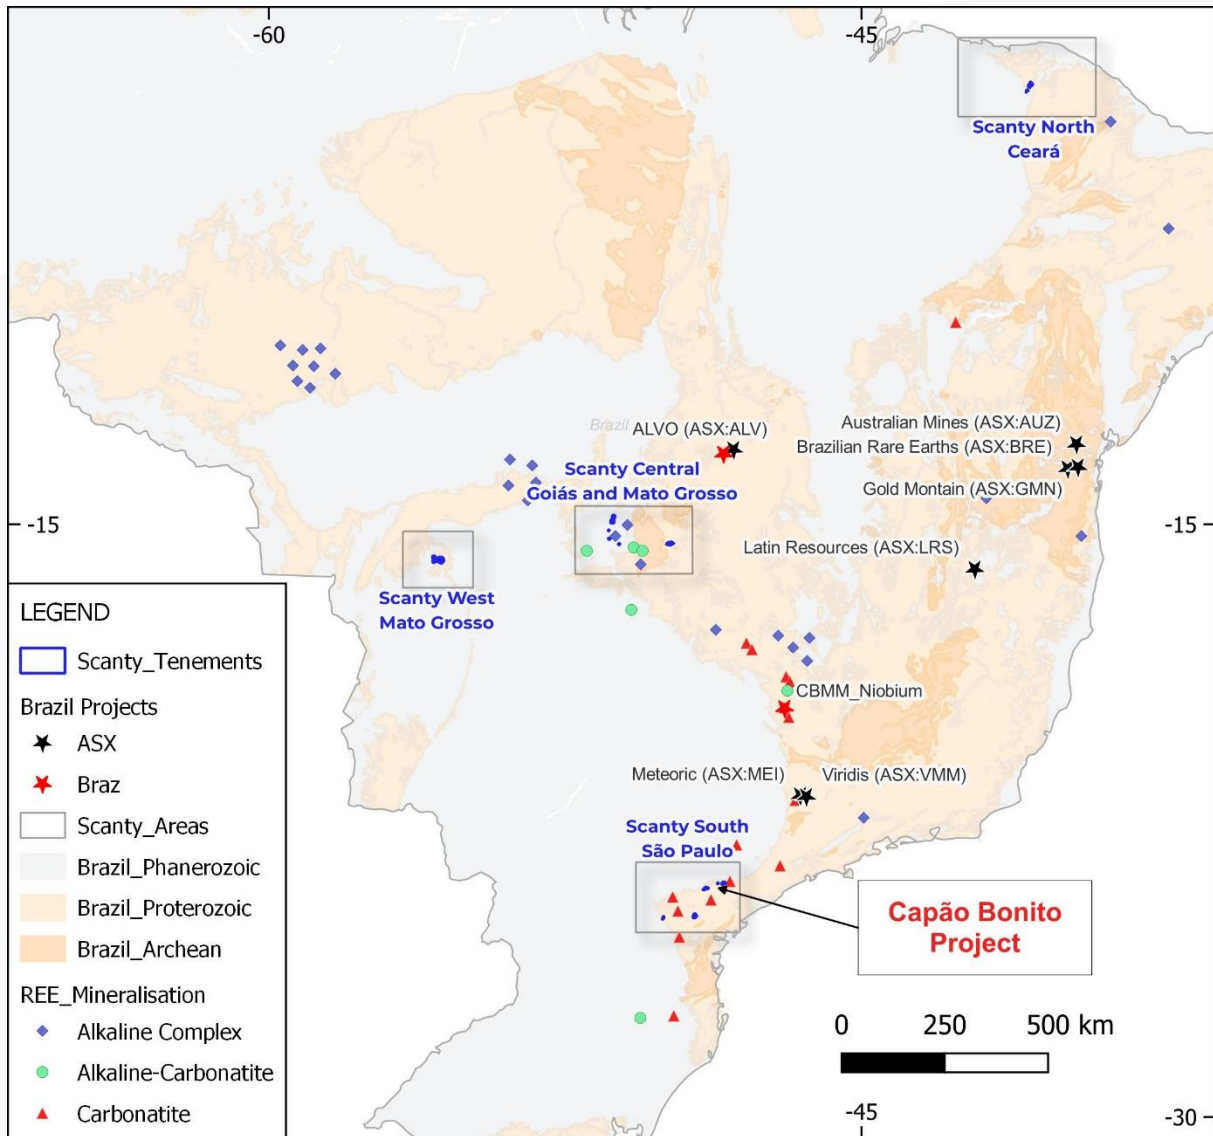 -60
-45
Scanty North
Ceará
Brazil
ALVO (ASX:ALV)
Australian Mines (ASX:AUZ)
Brazilian Rare Earths (ASX:BRE)
Gold Montain (ASX:GMN)
Scanty Central
Goiás and Mato Grosso
-15
-15
Latin Resources (ASX:LRS)
Scanty West
Mato Grosso
CBMM_Niobium
Meteoric (ASX:MEI)
Viridis (ASX:VMM)
Scanty South
São Paulo
Capão Bonito
Project
LEGEND
Scanty_Tenements
Brazil Projects
ASX
Braz
Scanty_Areas
Brazil_Phanerozoic
Brazil_Proterozoic
Brazil_Archean
REE_Mineralisation
Alkaline Complex
Alkaline-Carbonatite
Carbonatite
0 250 500 km
-45
-30